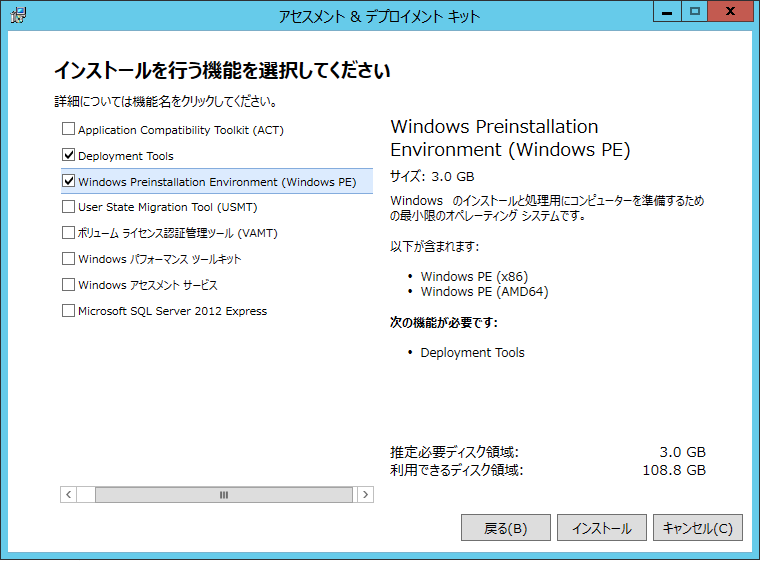 アセスメント & デプロイメント キット
インストールを行う機能を選択してください
詳細については機能名をクリックしてください。
Application Compatibility Toolkit (ACT)
Deployment Tools
Windows Preinstallation Environment (Windows PE)
User State Migration Tool (USMT)
ボリューム ライセンス認証管理ツール (VAMT)
Windows パフォーマンス ツールキット
Windows アセスメント サービス
Microsoft SQL Server 2012 Express
Windows Preinstallation
Environment (Windows PE)
サイズ: 3.0 GB
Windows のインストールと処理用にコンピューターを準備するため
の最小限のオペレーティング システムです。
以下が含まれます:
• Windows PE (x86)
• Windows PE (AMD64)
次の機能が必要です:
• Deployment Tools
推定必要ディスク領域: 3.0 GB
利用できるディスク領域: 108.8 GB
戻る(B) インストール キャンセル(C)